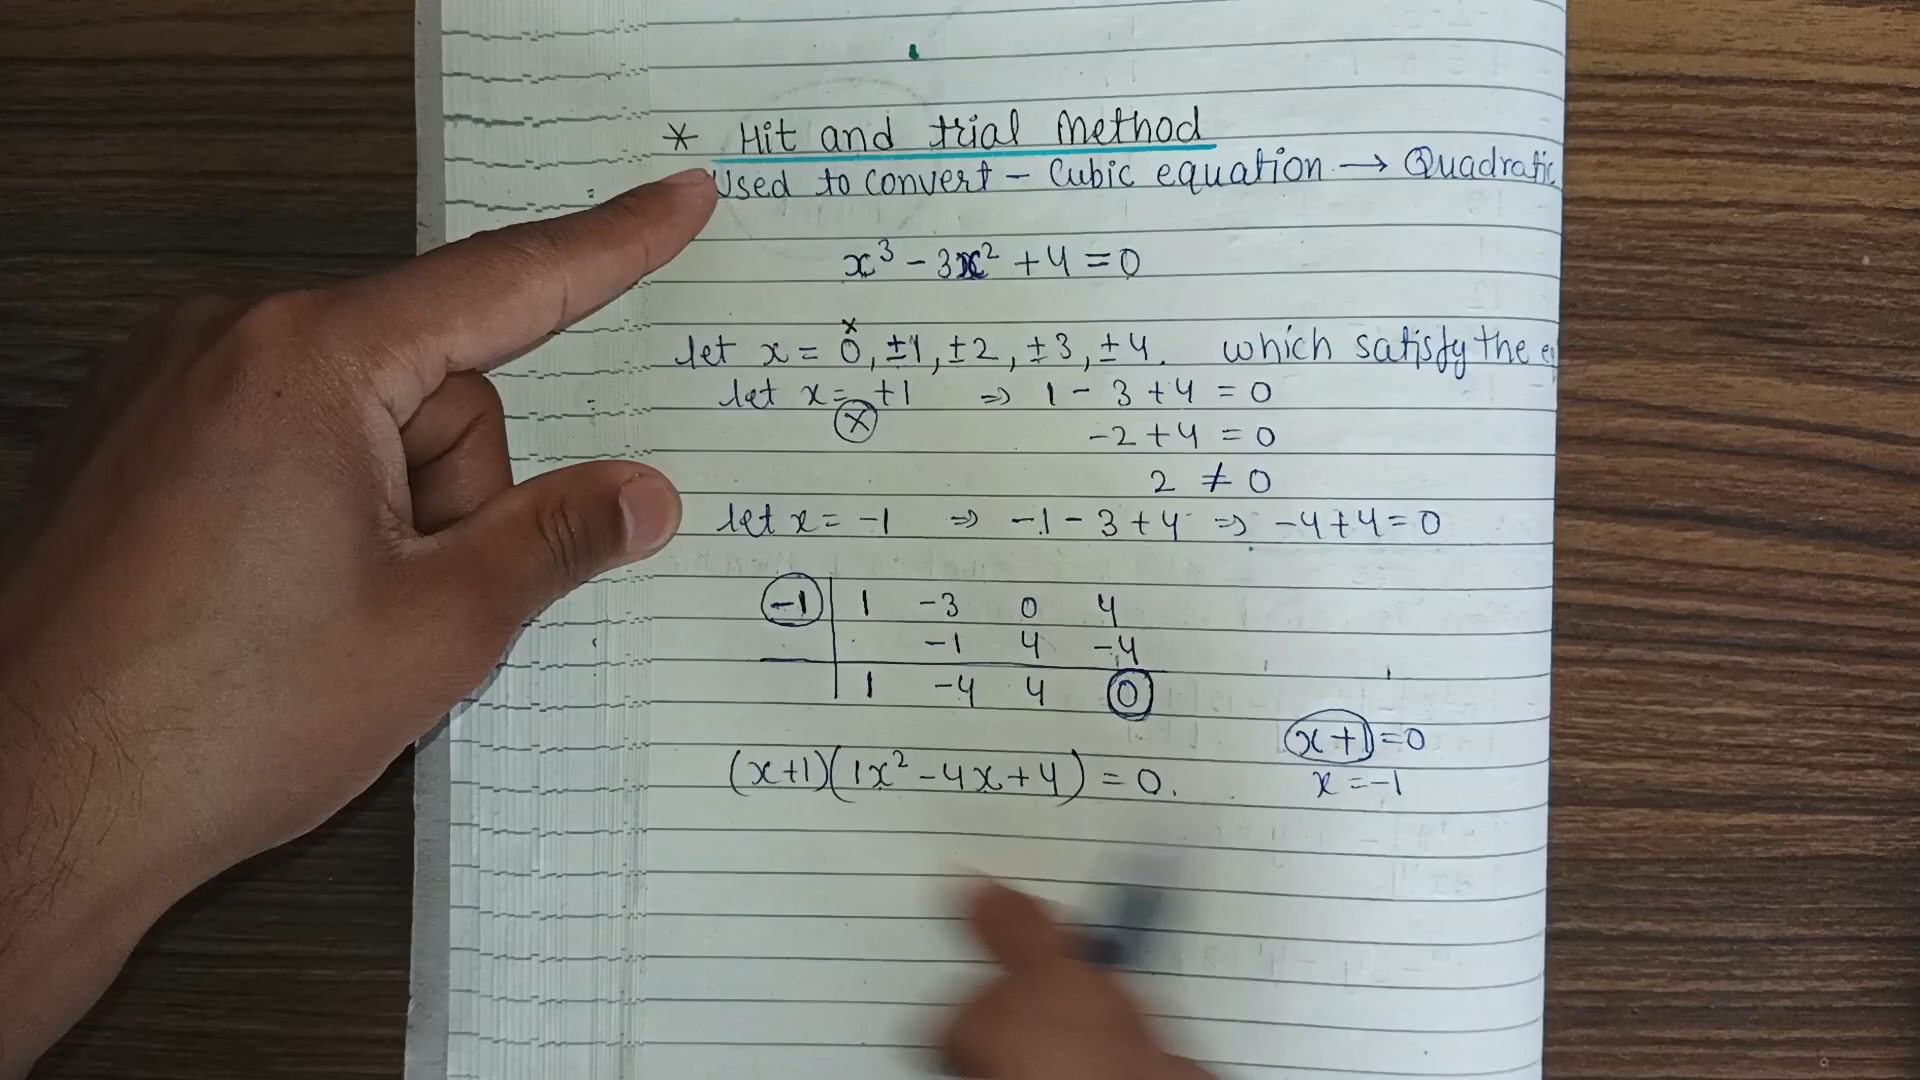 * Hit and trial Method
Used to convert - Cubic equation → Quadratic
x³ - 3x² + 4 = 0
x
let x = 0, ±1, ±2, ±3, ±4. which satisfy the
let x = +1 ⇒ 1 - 3 + 4 = 0
x
-2 + 4 = 0
2 ≠ 0
let x = -1 ⇒ -1 - 3 + 4 ⇒ -4 + 4 = 0
-1 | 1 -3 0 4
-1 4 -4
1 -4 4 0
x+1 = 0
(x+1)(1x² - 4x + 4) = 0.
x = -1